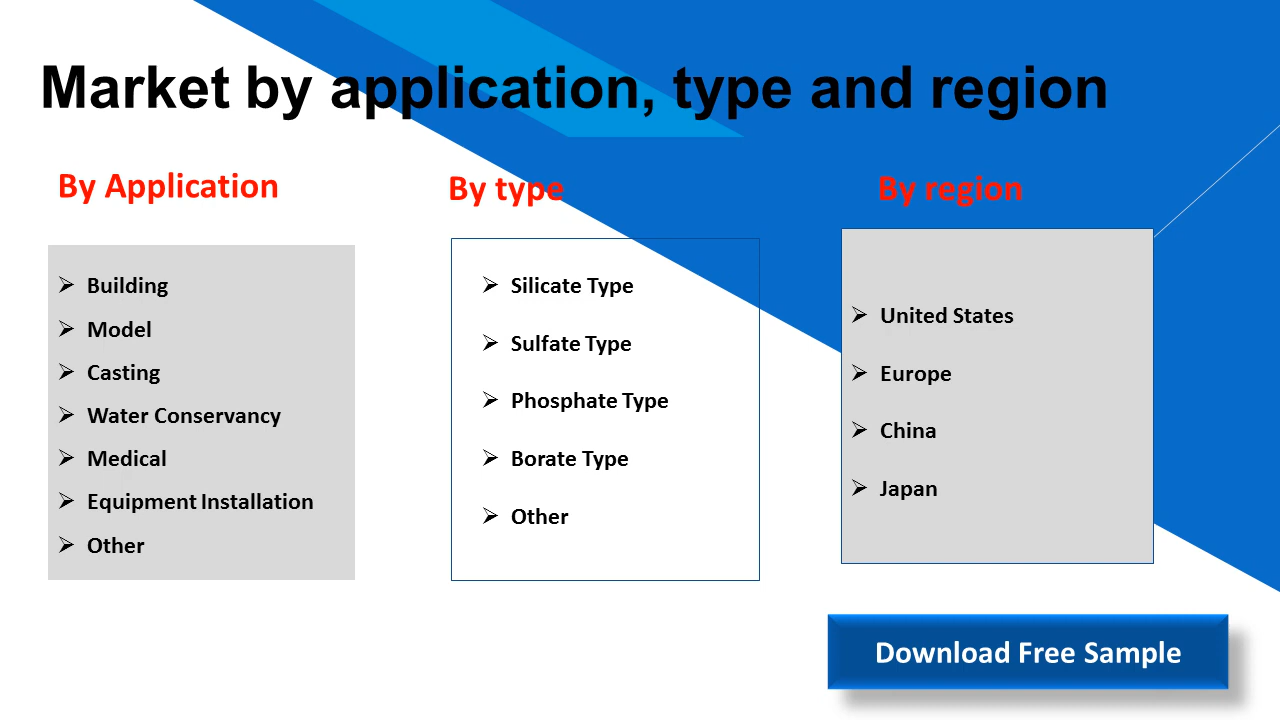 Market by application, type and region
By Application
Building
Model
Casting
Water Conservancy
Medical
Equipment Installation
Other
By type
Silicate Type
Sulfate Type
Phosphate Type
Borate Type
Other
By region
United States
Europe
China
Japan
Download Free Sample